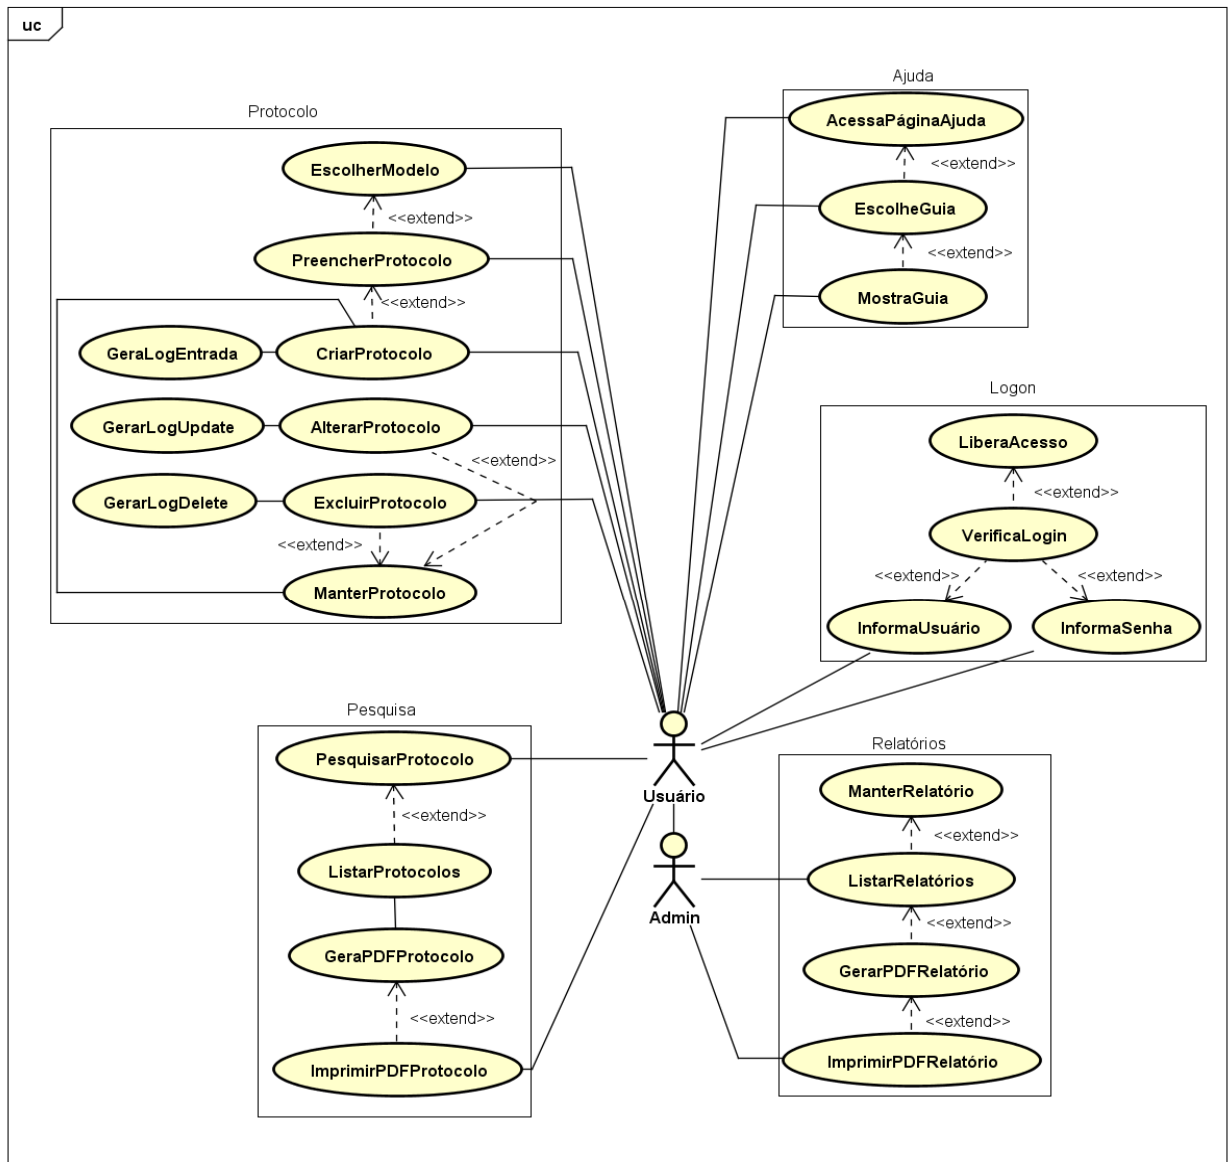 uc
Protocolo
EscolherModelo
<<extend>>
PreencherProtocolo
<<extend>>
GeraLogEntrada
CriarProtocolo
GerarLogUpdate
AlterarProtocolo
<<extend>>
GerarLogDelete
ExcluirProtocolo
<<extend>>
ManterProtocolo
Ajuda
AcessaPáginaAjuda
<<extend>>
EscolheGuia
<<extend>>
MostraGuia
Logon
LiberaAcesso
<<extend>>
VerificaLogin
<<extend>>
<<extend>>
InformaUsuário
InformaSenha
Pesquisa
PesquisarProtocolo
<<extend>>
ListarProtocolos
GeraPDFProtocolo
<<extend>>
ImprimirPDFProtocolo
Usuário
Admin
Relatórios
ManterRelatório
<<extend>>
ListarRelatórios
<<extend>>
GerarPDFRelatório
<<extend>>
ImprimirPDFRelatório